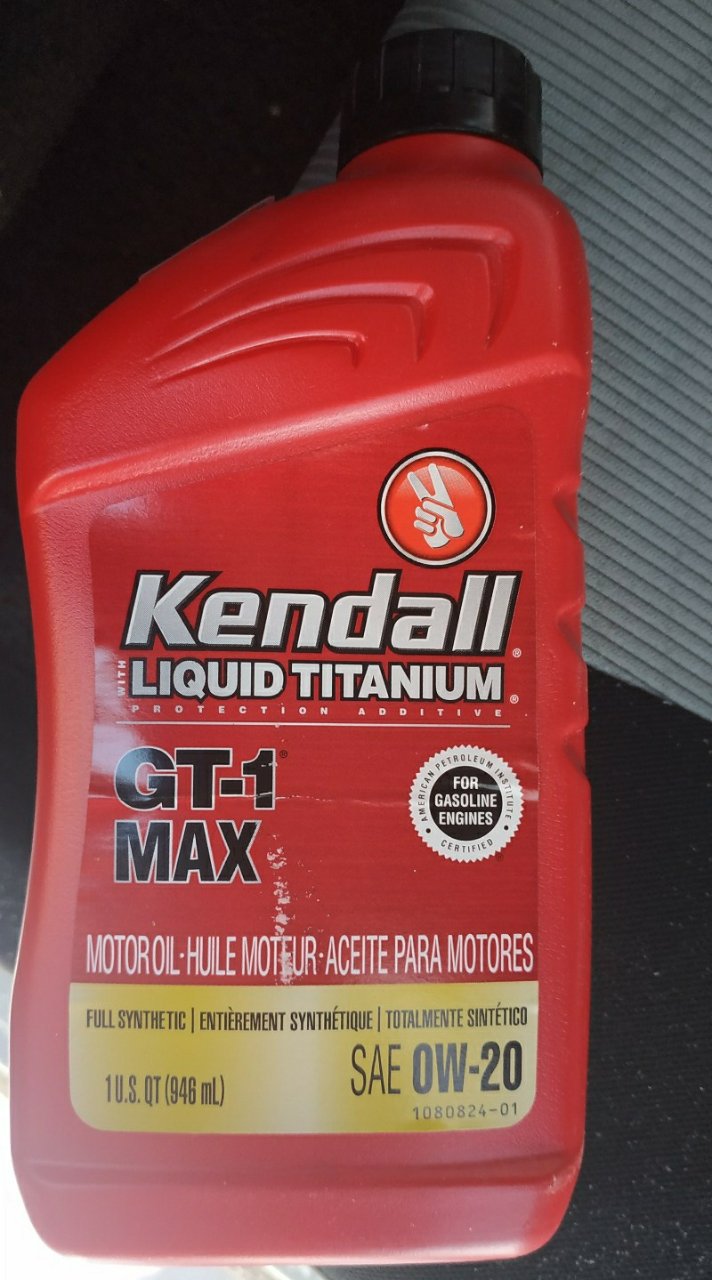 Kendall®
WITH LIQUID TITANIUM®
PROTECTION ADDITIVE
GT-1®
MAX
AMERICAN PETROLEUM INSTITUTE
FOR
GASOLINE
ENGINES
CERTIFIED
MOTOR OIL·HUILE MOTEUR·ACEITE PARA MOTORES
FULL SYNTHETIC | ENTIÈREMENT SYNTHÉTIQUE | TOTALMENTE SINTÉTICO
SAE 0W-20
1 U.S. QT (946 mL)
1080824-01